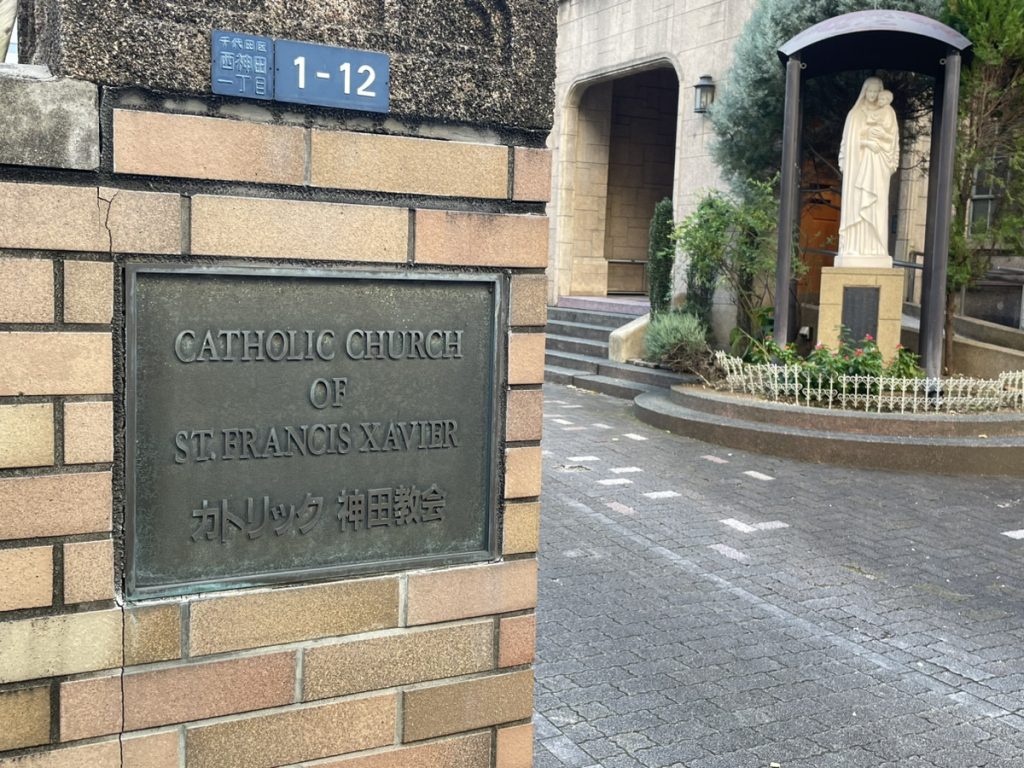 千代田区
西神田
一丁目
1-12
CATHOLIC CHURCH
OF
ST. FRANCIS XAVIER
カトリック 神田教会